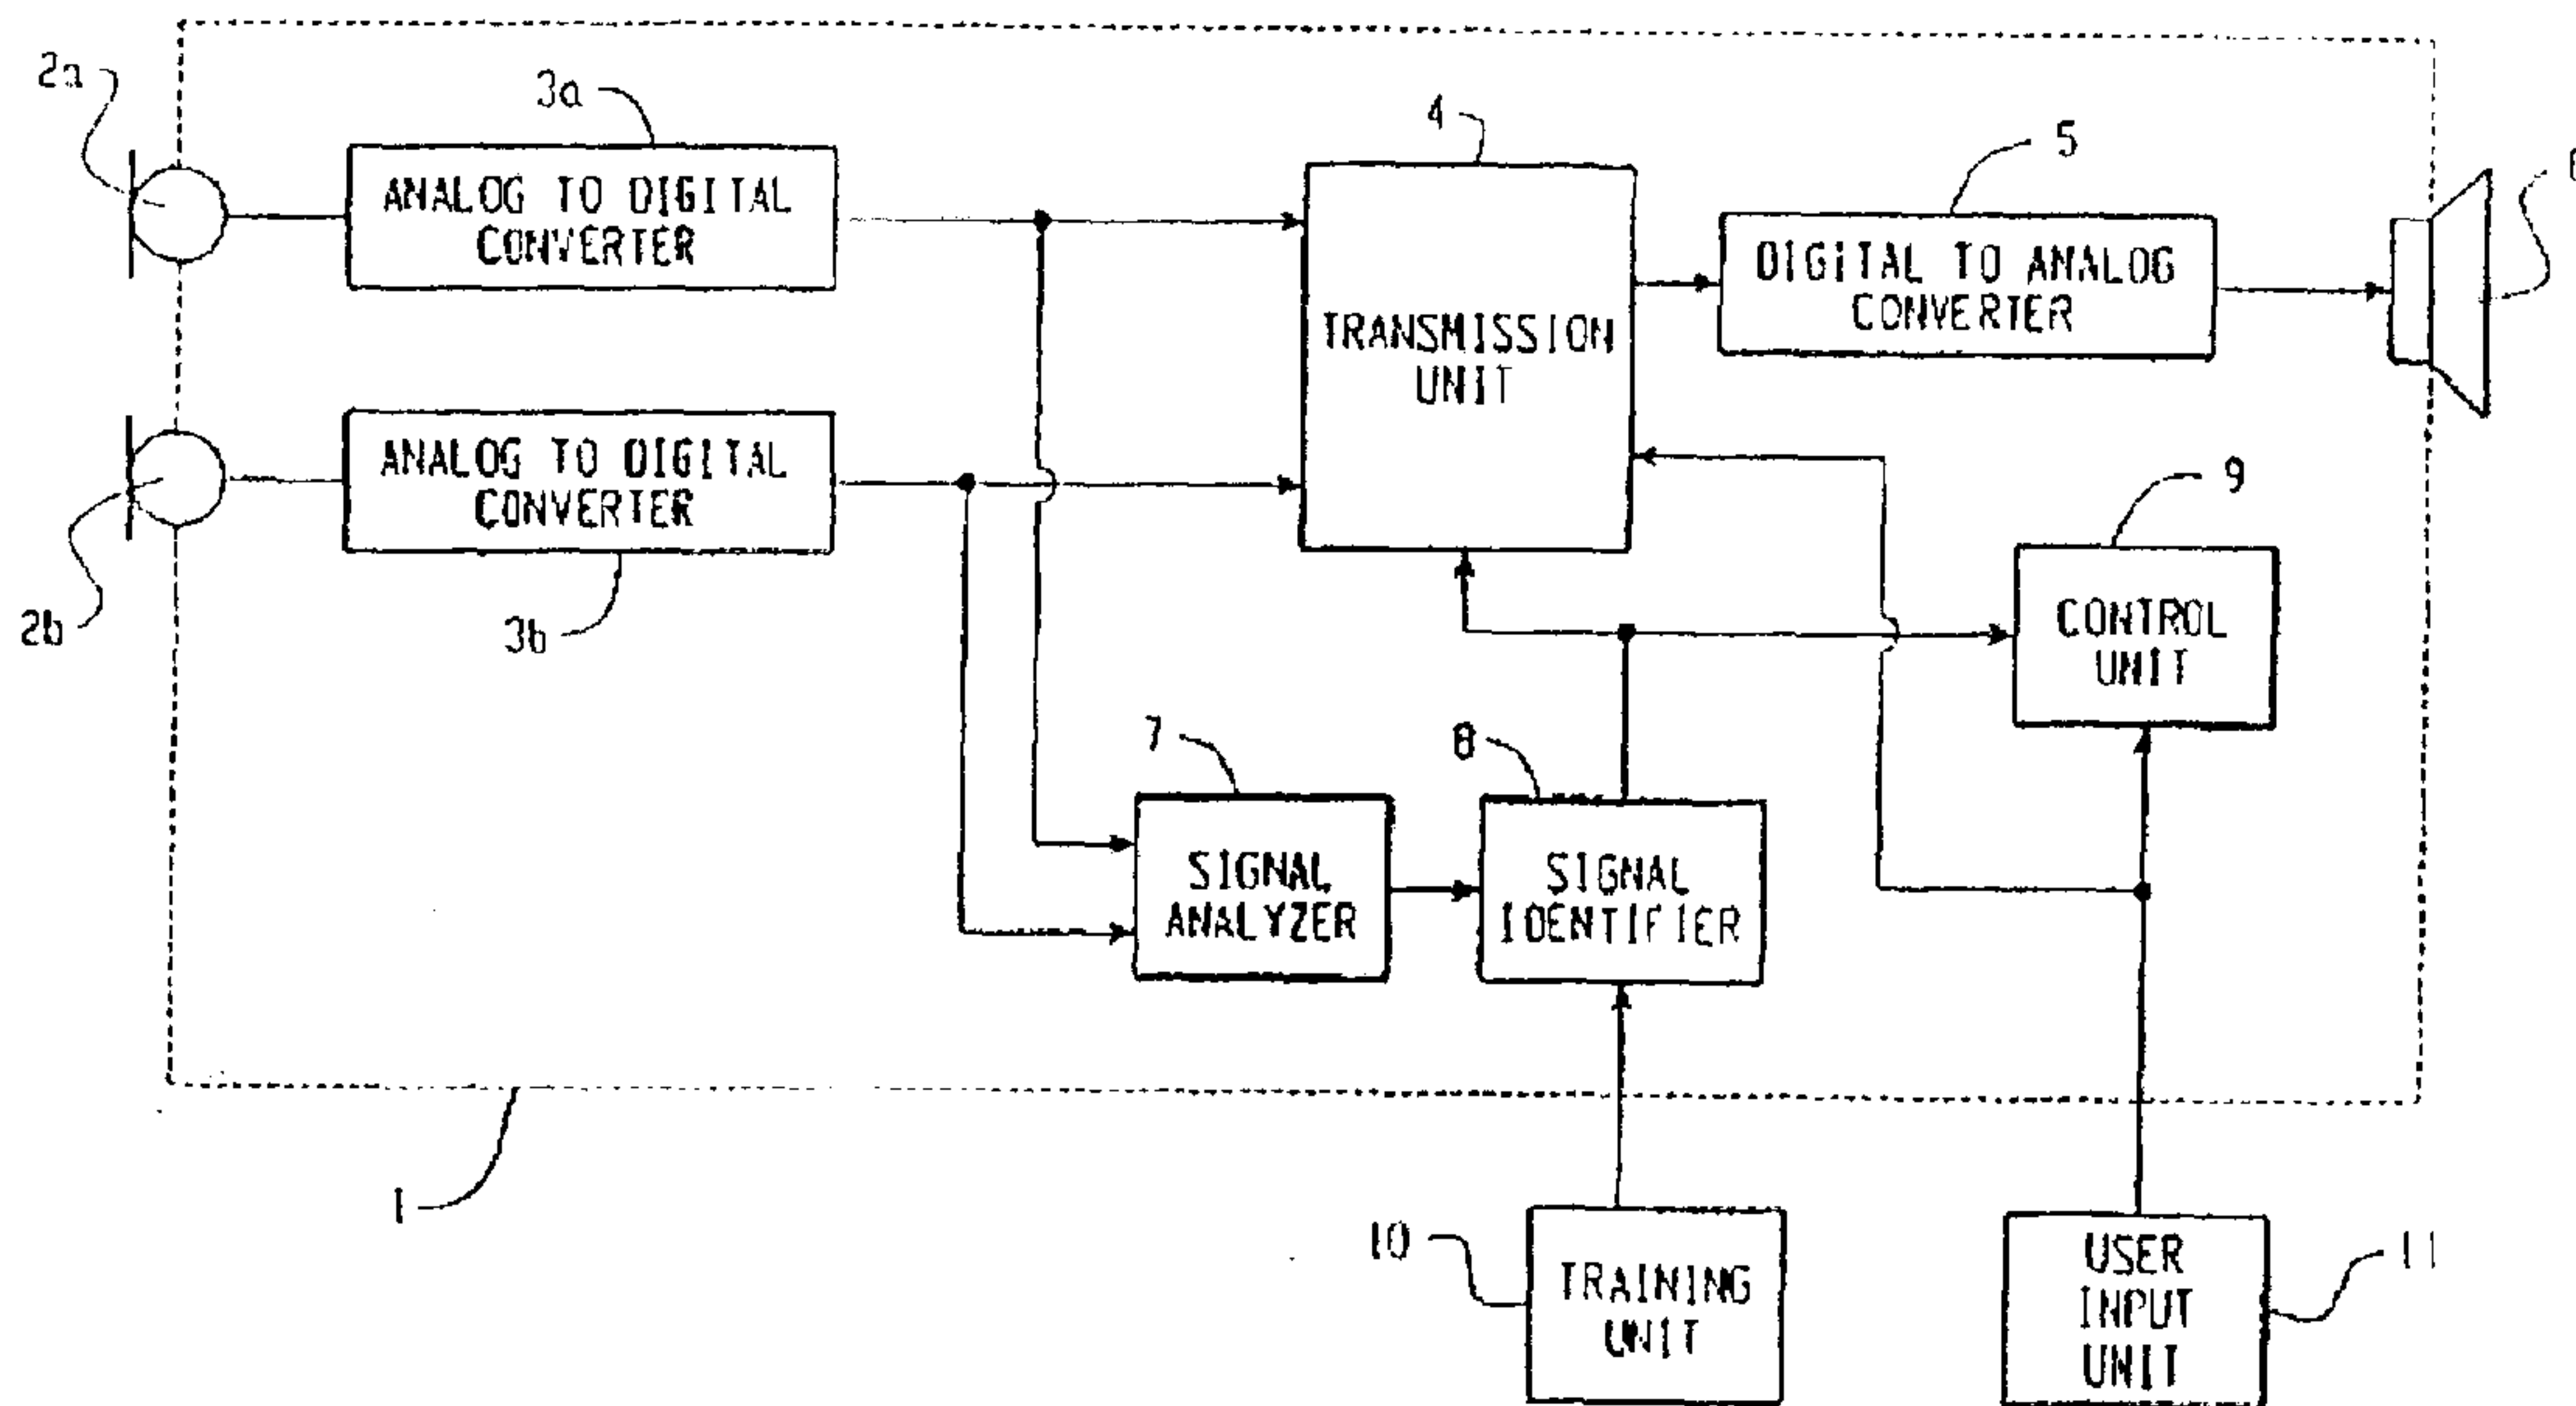 2a
3a
4
5
6
ANALOG TO DIGITAL
CONVERTER
TRANSMISSION
UNIT
DIGITAL TO ANALOG
CONVERTER
ANALOG TO DIGITAL
CONVERTER
2b
3b
9
CONTROL
UNIT
7
8
SIGNAL
ANALYZER
SIGNAL
IDENTIFIER
1
10
TRAINING
UNIT
USER
INPUT
UNIT
11